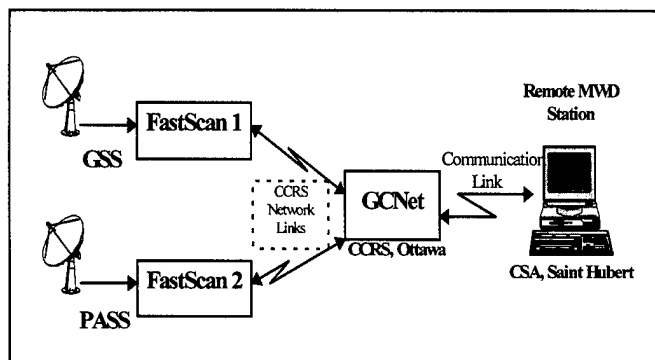 Remote MWD
Station
FastScan 1
GSS
Communication
Link
CCRS
Network
Links
GCNet
CCRS, Ottawa
FastScan 2
PASS
CSA, Saint Hubert